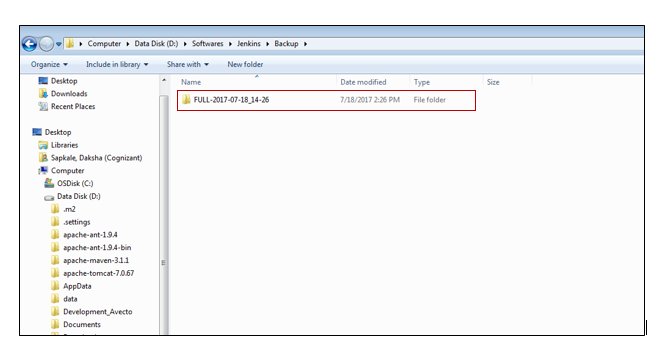 Computer ▸ Data Disk (D:) ▸ Softwares ▸ Jenkins ▸ Backup ▸
Organize ▾ Include in library ▾ Share with ▾ New folder
Name Date modified Type Size
FULL-2017-07-18_14-26 7/18/2017 2:26 PM File folder
Desktop
Downloads
Recent Places
Desktop
Libraries
Sapkale, Daksha (Cognizant)
Computer
OSDisk (C:)
Data Disk (D:)
.m2
.settings
apache-ant-1.9.4
apache-ant-1.9.4-bin
apache-maven-3.1.1
apache-tomcat-7.0.67
AppData
data
Development_Avecto
Documents